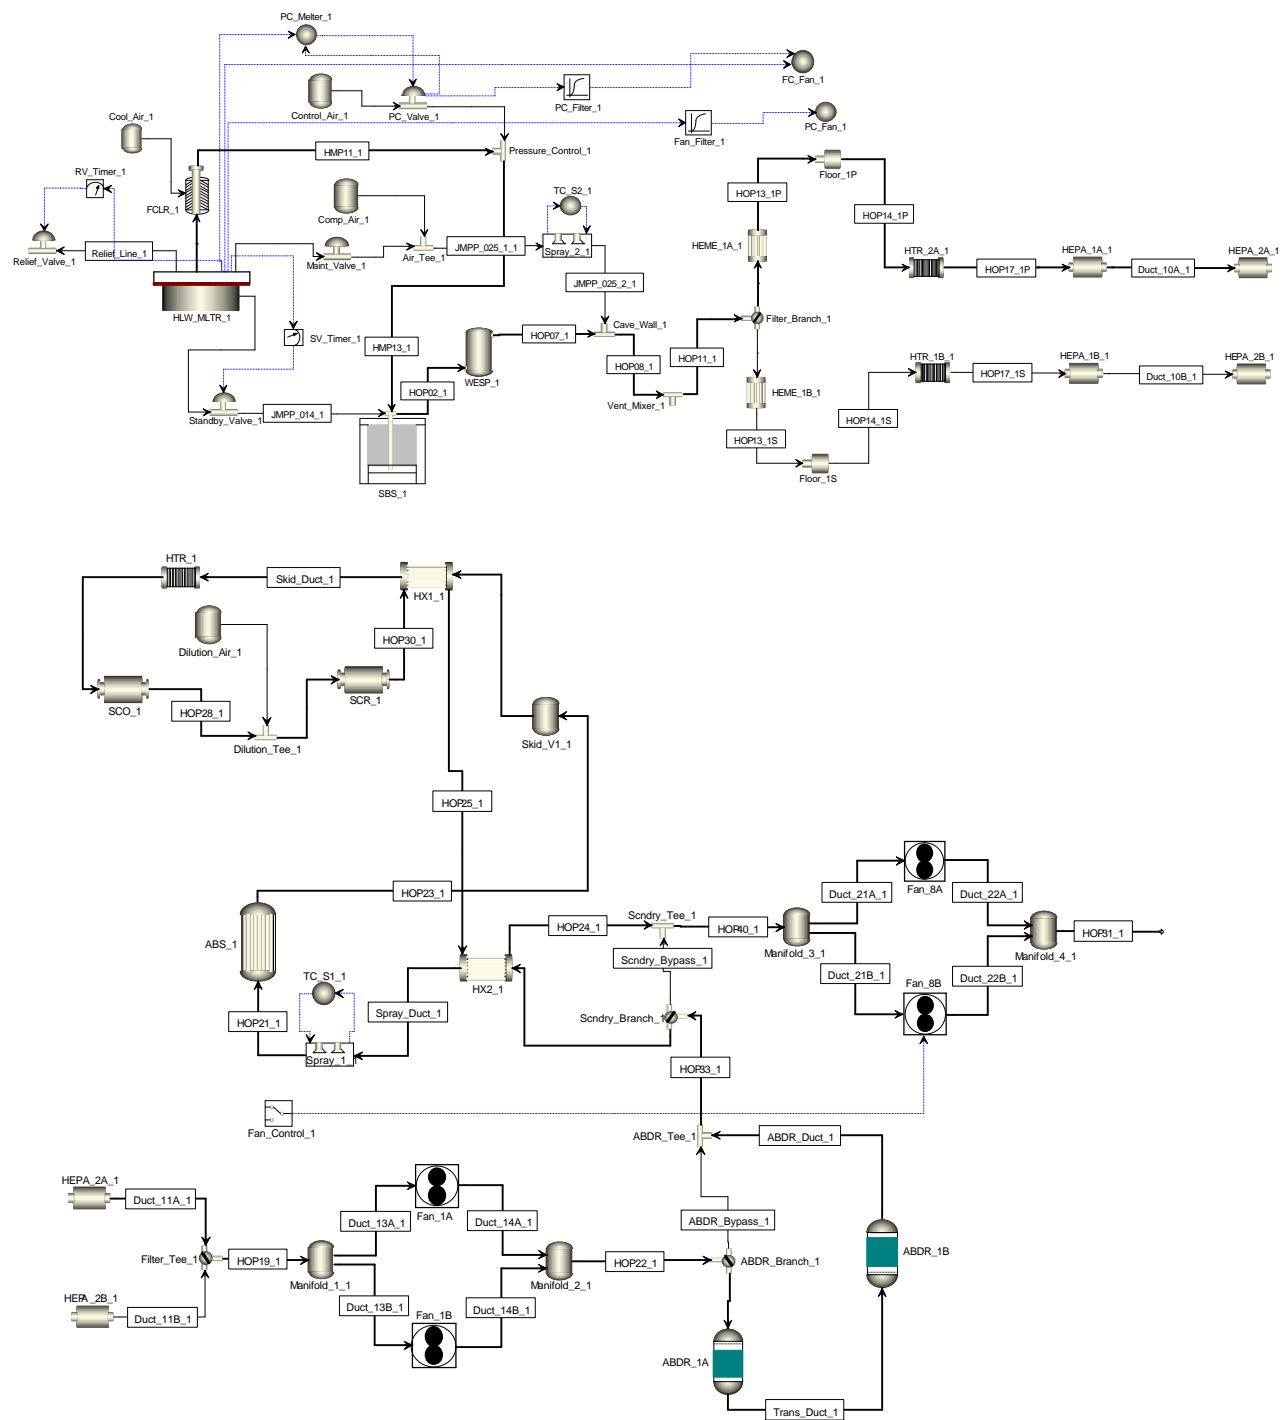 PC_Melter_1
FC_Fan_1
Control_Air_1
PC_Valve_1
PC_Filter_1
PC_Fan_1
Fan_Filter_1
Cool_Air_1
HMP11_1
Pressure_Control_1
Floor_1P
RV_Timer_1
FCLR_1
Comp_Air_1
TC_S2_1
HOP13_1P
HOP14_1P
Relief_Line_1
Relief_Valve_1
Maint_Valve_1
Air_Tee_1
JMPP_025_1_1
Spray_2_1
HEME_1A_1
HTR_2A_1
HOP17_1P
HEPA_1A_1
Duct_10A_1
HEPA_2A_1
JMPP_025_2_1
HLW_MLTR_1
SV_Timer_1
HMP13_1
HOP07_1
Cave_Wall_1
Filter_Branch_1
HOP11_1
HOP08_1
WESP_1
HOP02_1
Vent_Mixer_1
HEME_1B_1
HTR_1B_1
HOP17_1S
HEPA_1B_1
Duct_10B_1
HEPA_2B_1
Standby_Valve_1
JMPP_014_1
HOP14_1S
HOP13_1S
Floor_1S
SBS_1
HTR_1
Skid_Duct_1
HX1_1
Dilution_Air_1
HOP30_1
SCO_1
HOP28_1
SCR_1
Dilution_Tee_1
Skid_V1_1
HOP25_1
HOP23_1
ABS_1
HOP24_1
Scndry_Tee_1
HOP40_1
Manifold_3_1
Duct_21A_1
Fan_8A
Duct_22A_1
Manifold_4_1
HOP31_1
Scndry_Bypass_1
Duct_21B_1
Fan_8B
Duct_22B_1
HX2_1
TC_S1_1
HOP21_1
Spray_Duct_1
Scndry_Branch_1
Spray_1_1
HOP33_1
Fan_Control_1
ABDR_Tee_1
ABDR_Duct_1
HEPA_2A_1
Duct_11A_1
Fan_1A
Duct_13A_1
Duct_14A_1
ABDR_Bypass_1
Filter_Tee_1
HOP19_1
Manifold_1_1
Manifold_2_1
HOP22_1
ABDR_Branch_1
ABDR_1B
HEPA_2B_1
Duct_11B_1
Duct_13B_1
Fan_1B
Duct_14B_1
ABDR_1A
Trans_Duct_1